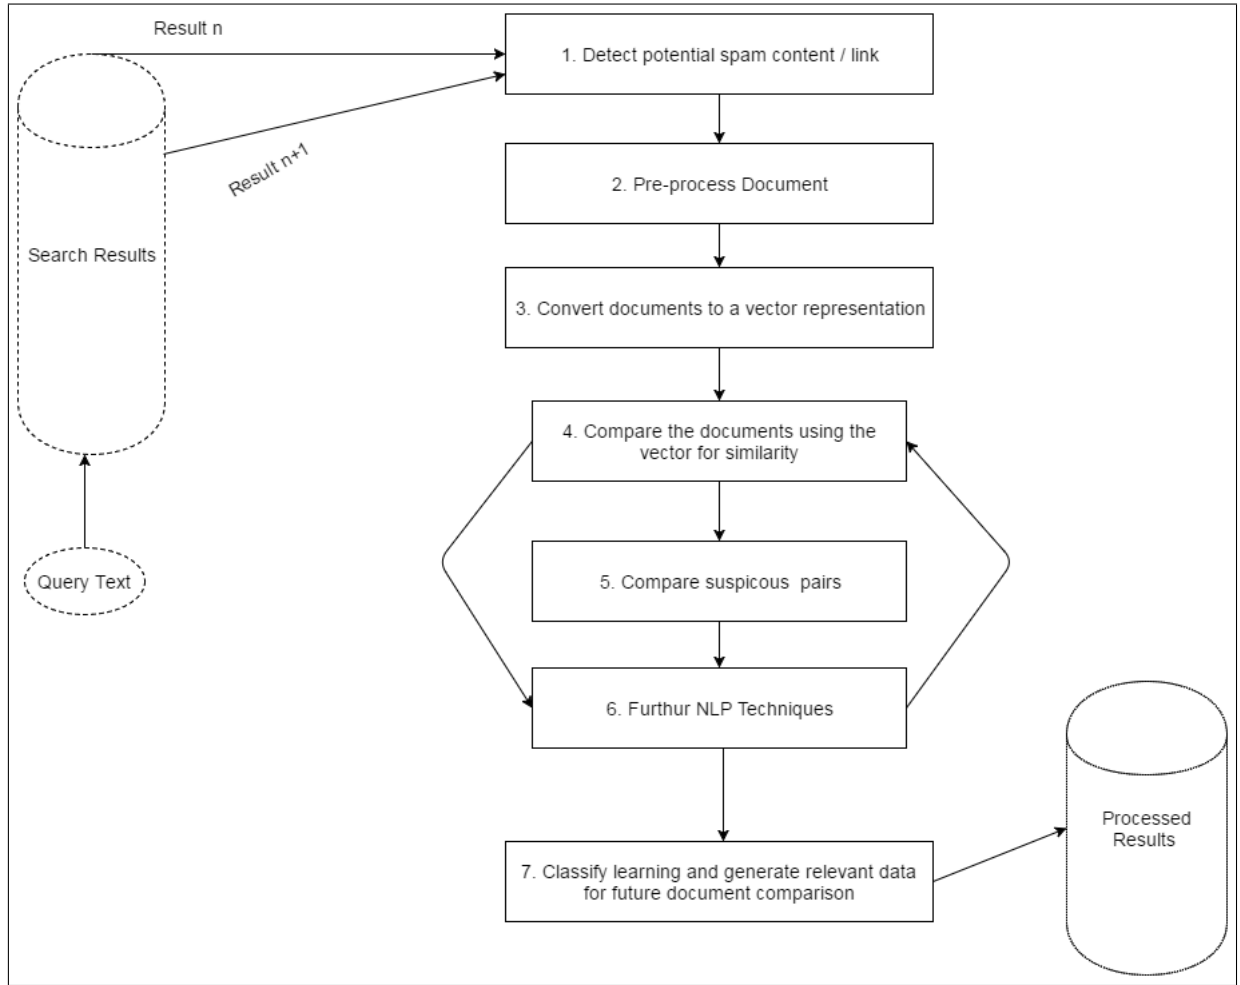 Result n
1. Detect potential spam content / link
Result n+1
2. Pre-process Document
Search Results
3. Convert documents to a vector representation
4. Compare the documents using the
vector for similarity
Query Text
5. Compare suspicous  pairs
6. Furthur NLP Techniques
Processed
Results
7. Classify learning and generate relevant data
for future document comparison